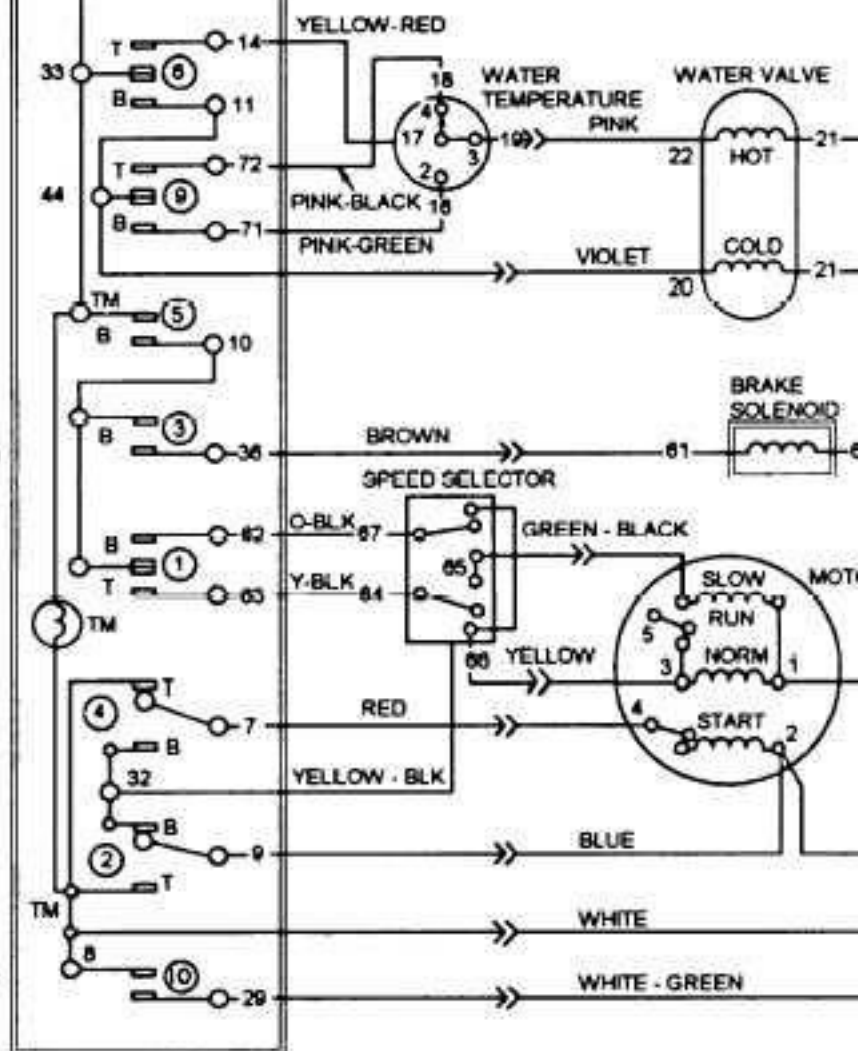 YELLOW-RED
T 14
33 6
B 11
18
WATER
TEMPERATURE
WATER VALVE
4
17 3 19 PINK 22 HOT 21
T 72
44 9
2
PINK-BLACK 16
B 71
PINK-GREEN
VIOLET 20 COLD 21
TM 5
B 10
BRAKE
SOLENOID
3
B 36 BROWN 61
SPEED SELECTOR
B 62 O-BLK 67 GREEN - BLACK
1 65
T 63 Y-BLK 64
SLOW
TM 5 RUN
66 YELLOW 3 NORM 1
T
4 7 RED 4 START 2
B
32 YELLOW - BLK
B
2 9 BLUE
T
TM WHITE
8
10
29 WHITE - GREEN